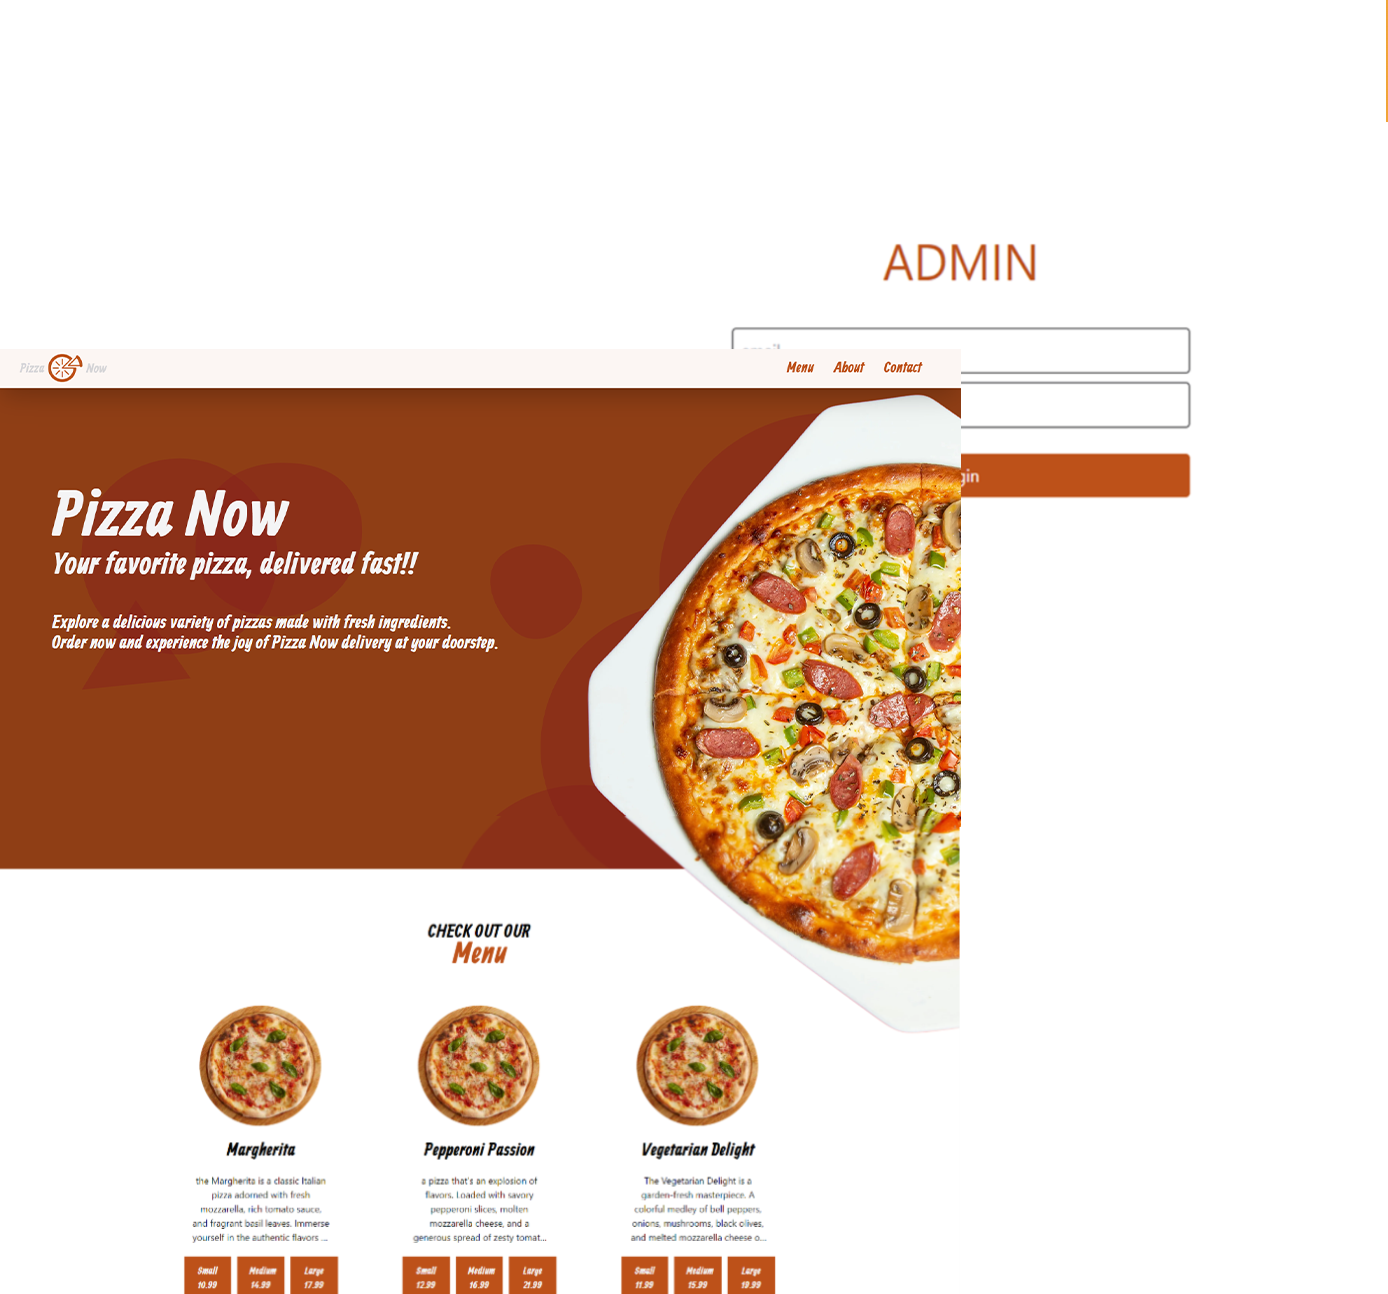 ADMIN
Pizza Now
Menu About Contact
Pizza Now
Your favorite pizza, delivered fast!!
Explore a delicious variety of pizzas made with fresh ingredients.
Order now and experience the joy of Pizza Now delivery at your doorstep.
CHECK OUT OUR
Menu
Margherita
the Margherita is a classic Italian
pizza adorned with fresh
mozzarella, rich tomato sauce,
and fragrant basil leaves. Immerse
yourself in the authentic flavors ...
Small Medium Large
10.99 14.99 17.99
Pepperoni Passion
a pizza that's an explosion of
flavors. Loaded with savory
pepperoni slices, molten
mozzarella cheese, and a
generous spread of zesty tomat...
Small Medium Large
12.99 16.99 21.99
Vegetarian Delight
The Vegetarian Delight is a
garden-fresh masterpiece. A
colorful medley of bell peppers,
onions, mushrooms, black olives,
and melted mozzarella cheese o...
Small Medium Large
11.99 15.99 19.99